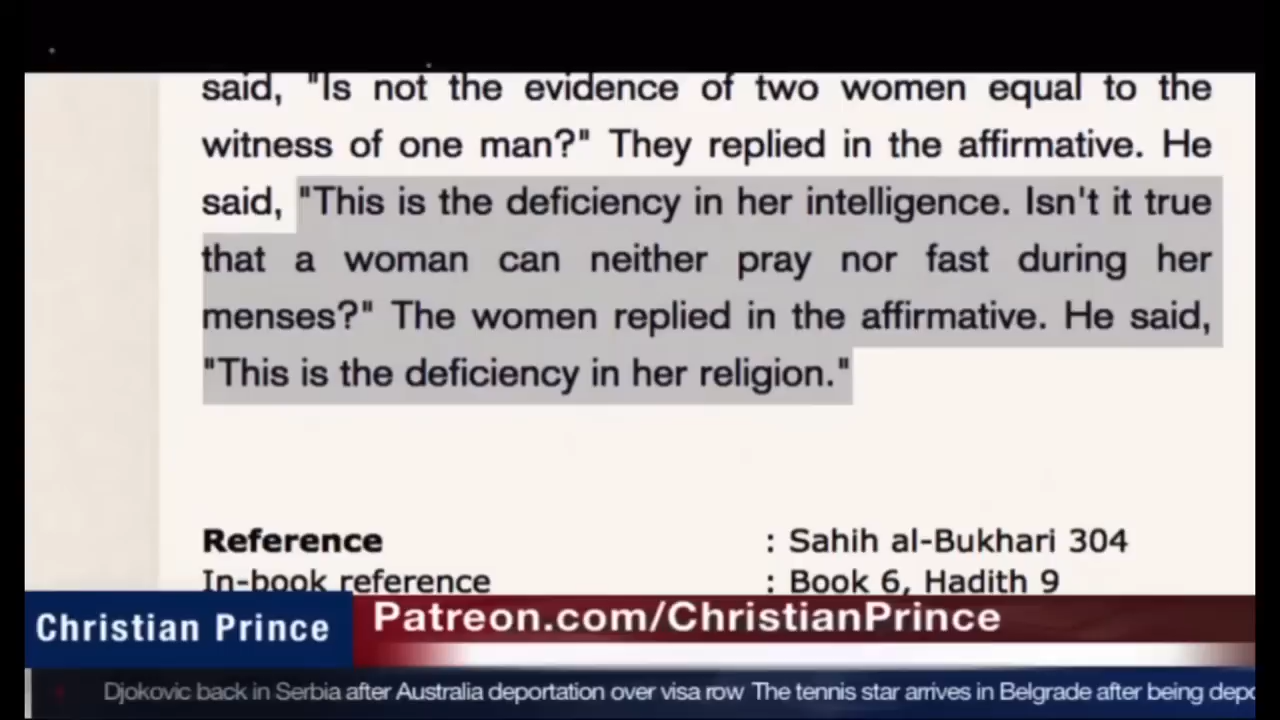 said, "Is not the evidence of two women equal to the
witness of one man?" They replied in the affirmative. He
said, "This is the deficiency in her intelligence. Isn't it true
that a woman can neither pray nor fast during her
menses?" The women replied in the affirmative. He said,
"This is the deficiency in her religion."
Reference : Sahih al-Bukhari 304
In-book reference : Book 6, Hadith 9
Christian Prince
Patreon.com/ChristianPrince
Djokovic back in Serbia after Australia deportation over visa row The tennis star arrives in Belgrade after being